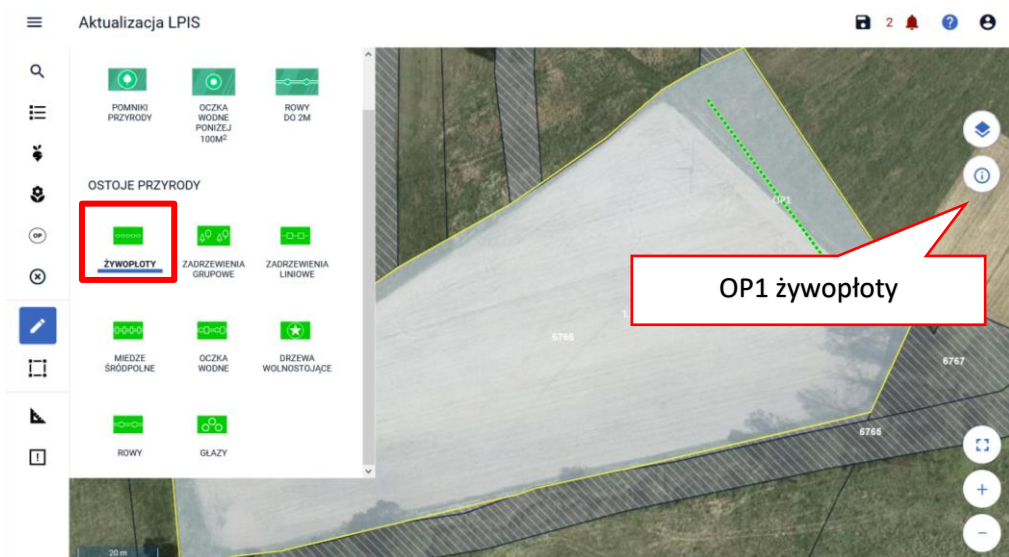 Aktualizacja LPIS
2
POMNIKI
PRZYRODY
OCZKA
WODNE
PONIŻEJ
100M²
ROWY
DO 2M
OSTOJE PRZYRODY
ŻYWOPŁOTY
ZADRZEWIENIA
GRUPOWE
ZADRZEWIENIA
LINIOWE
MIEDZE
ŚRÓDPOLNE
OCZKA
WODNE
DRZEWA
WOLNOSTOJĄCE
ROWY
GŁAZY
OP
OP1
OP1 żywopłoty
6766
6767
6765
20 m